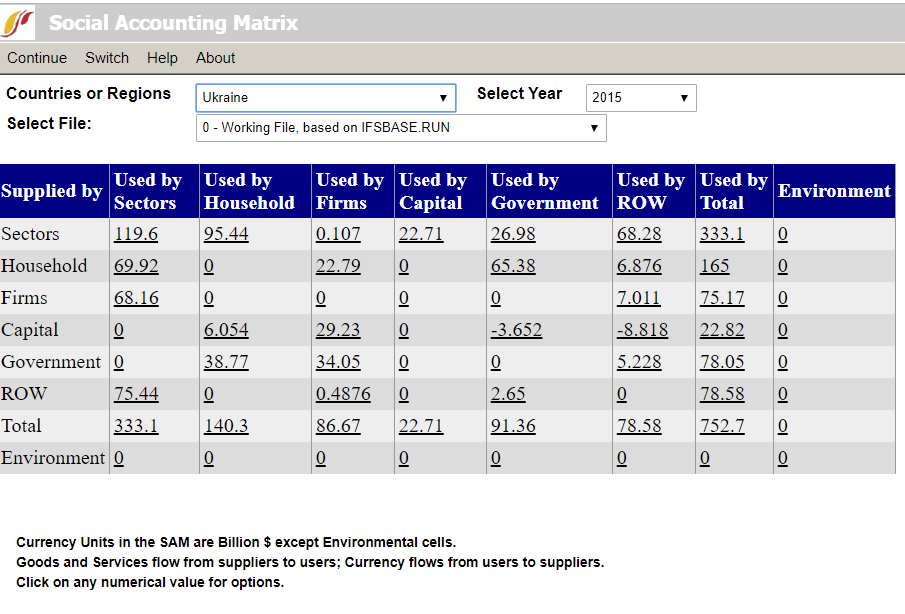 Social Accounting Matrix
Continue Switch Help About
Countries or Regions Ukraine Select Year 2015
Select File: 0 - Working File, based on IFSBASE.RUN
Supplied by Used by Sectors Used by Household Used by Firms Used by Capital Used by Government Used by ROW Used by Total Environment
Sectors 119.6 95.44 0.107 22.71 26.98 68.28 333.1 0
Household 69.92 0 22.79 0 65.38 6.876 165 0
Firms 68.16 0 0 0 0 7.011 75.17 0
Capital 0 6.054 29.23 0 -3.652 -8.818 22.82 0
Government 0 38.77 34.05 0 0 5.228 78.05 0
ROW 75.44 0 0.4876 0 2.65 0 78.58 0
Total 333.1 140.3 86.67 22.71 91.36 78.58 752.7 0
Environment 0 0 0 0 0 0 0 0
Currency Units in the SAM are Billion $ except Environmental cells.
Goods and Services flow from suppliers to users; Currency flows from users to suppliers.
Click on any numerical value for options.